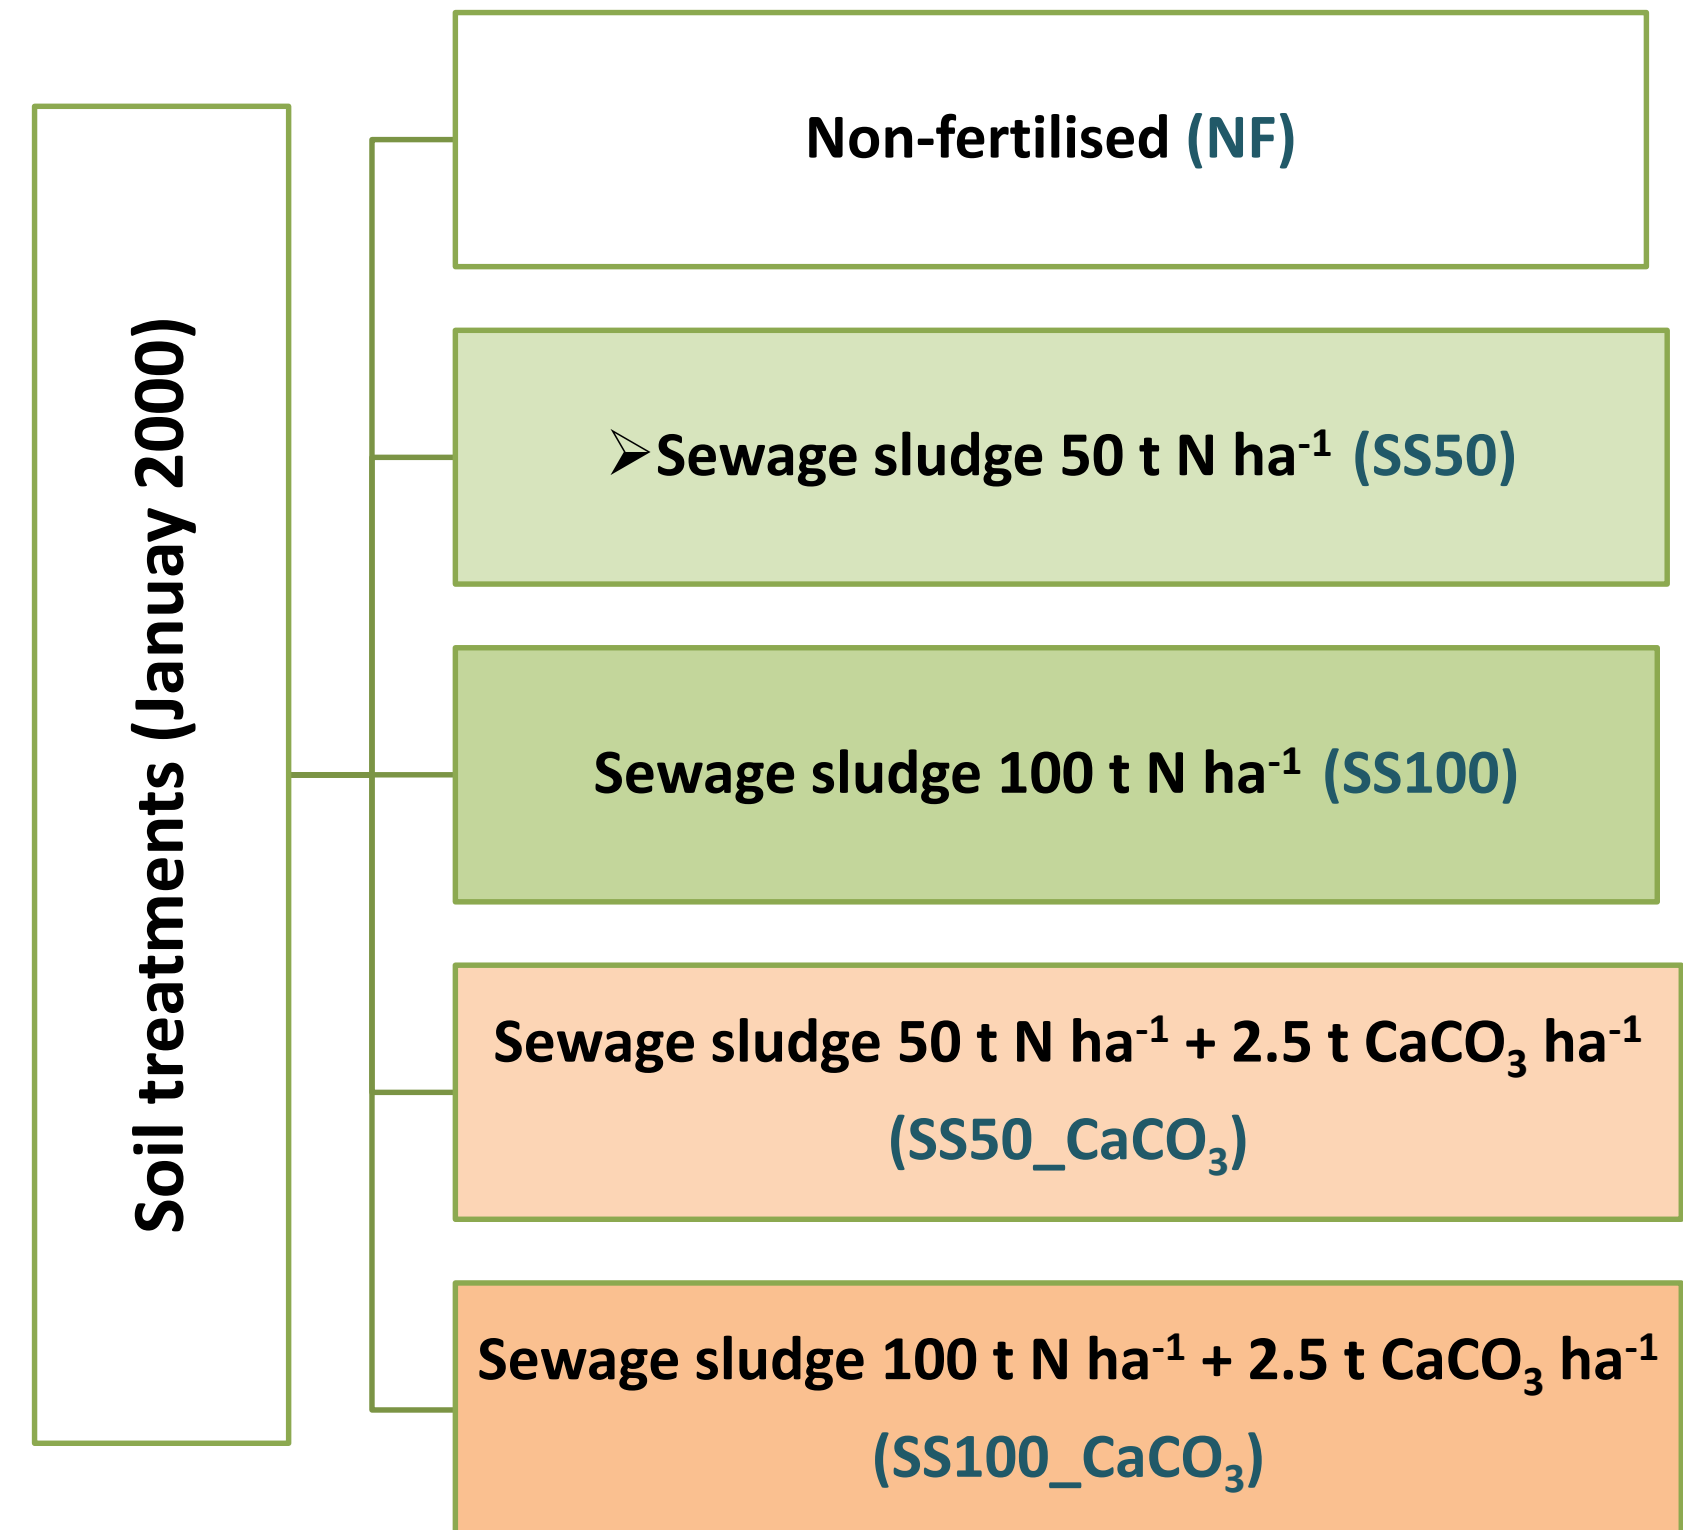 Soil treatments (Januay 2000)
Non-fertilised (NF)
➢Sewage sludge 50 t N ha⁻¹ (SS50)
Sewage sludge 100 t N ha⁻¹ (SS100)
Sewage sludge 50 t N ha⁻¹ + 2.5 t CaCO₃ ha⁻¹
(SS50_CaCO₃)
Sewage sludge 100 t N ha⁻¹ + 2.5 t CaCO₃ ha⁻¹
(SS100_CaCO₃)